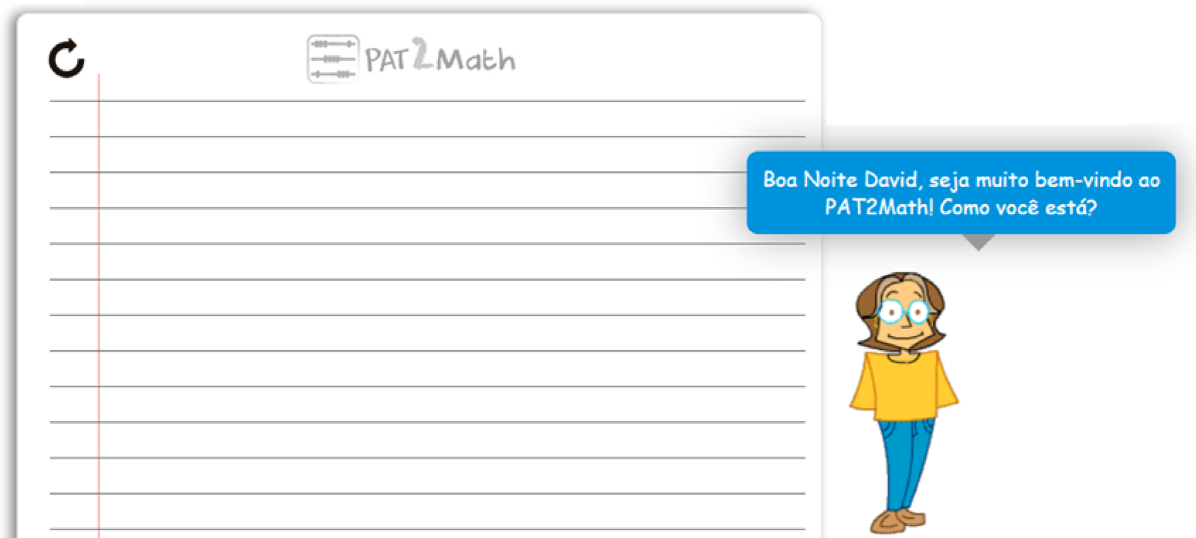 PAT2Math
Boa Noite David, seja muito bem-vindo ao
PAT2Math! Como você está?